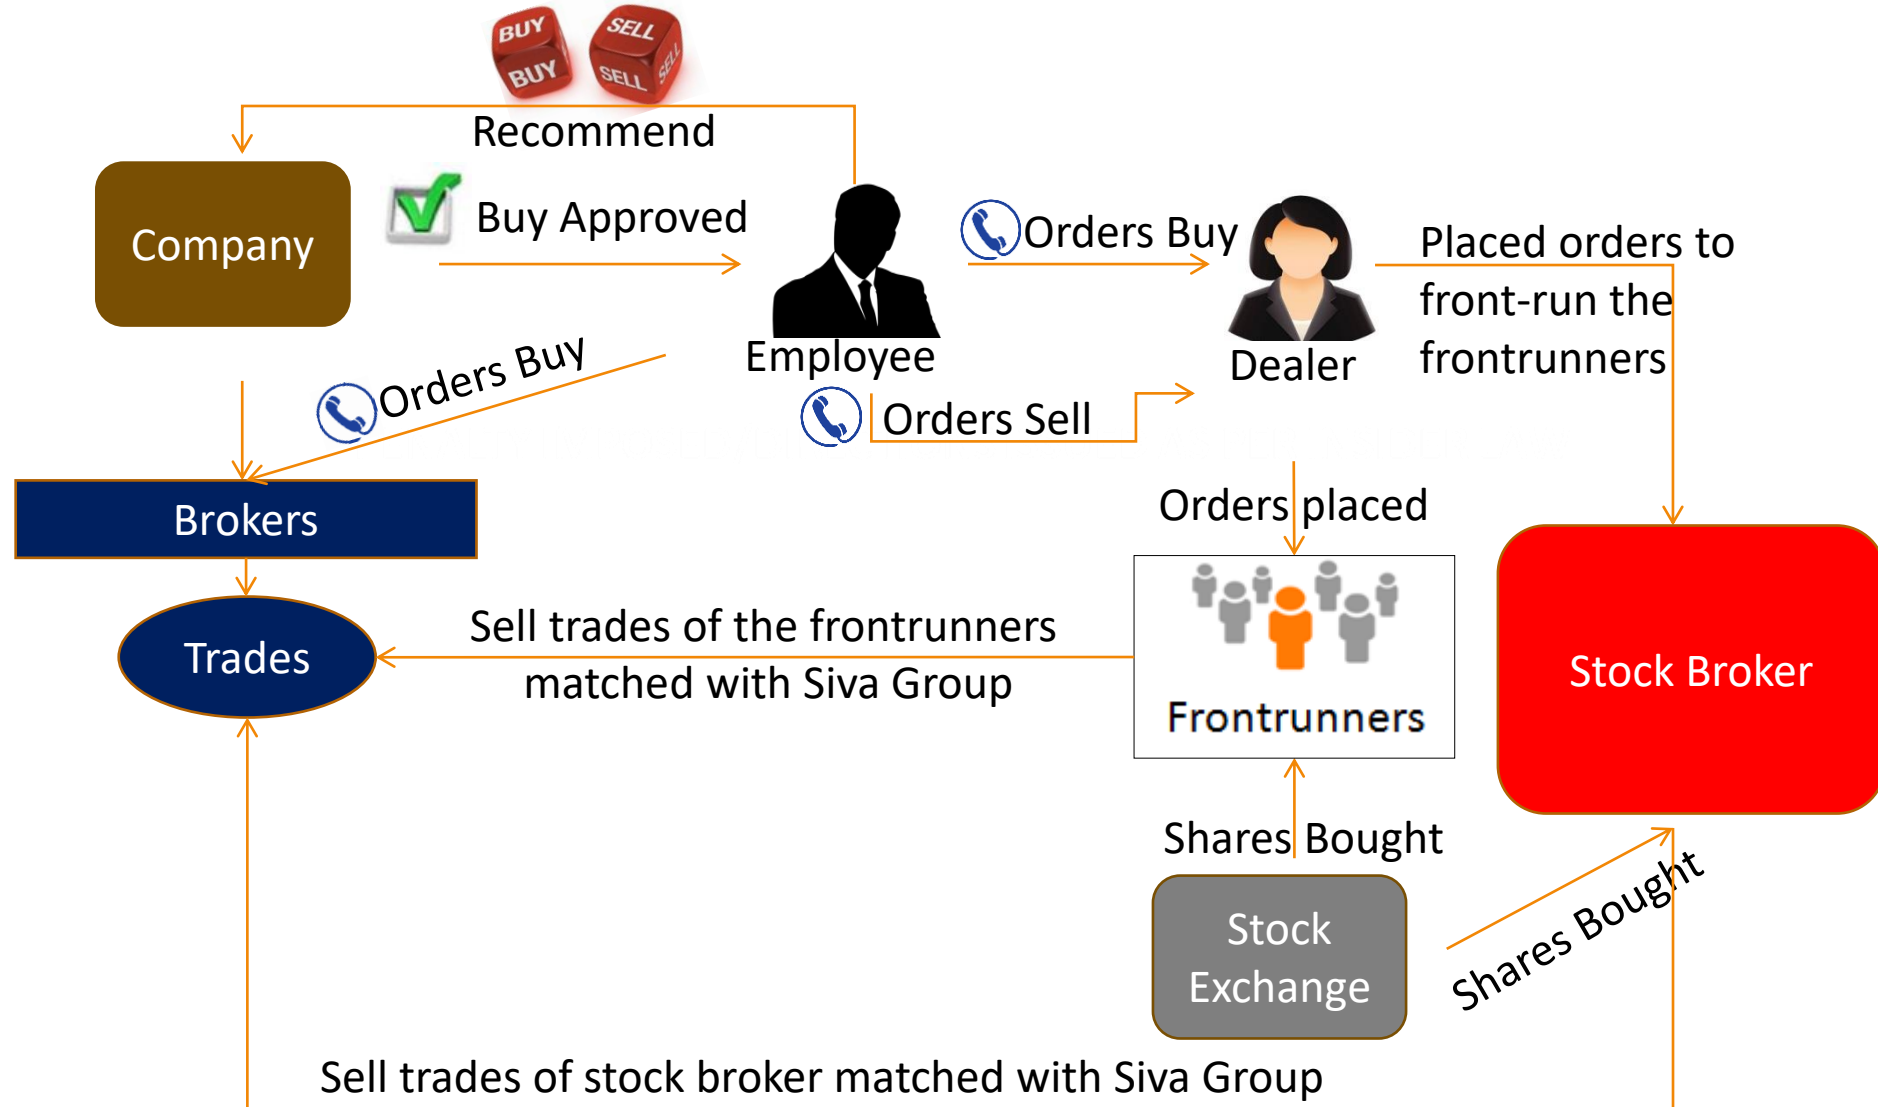 BUY
BUY
SELL
SELL
SELL
Recommend
Company
Buy Approved
Orders Buy
Placed orders to
front-run the
frontrunners
Employee
Dealer
Orders Buy
Orders Sell
Brokers
Orders placed
Trades
Sell trades of the frontrunners
matched with Siva Group
Frontrunners
Stock Broker
Shares Bought
Stock
Exchange
Shares Bought
Sell trades of stock broker matched with Siva Group